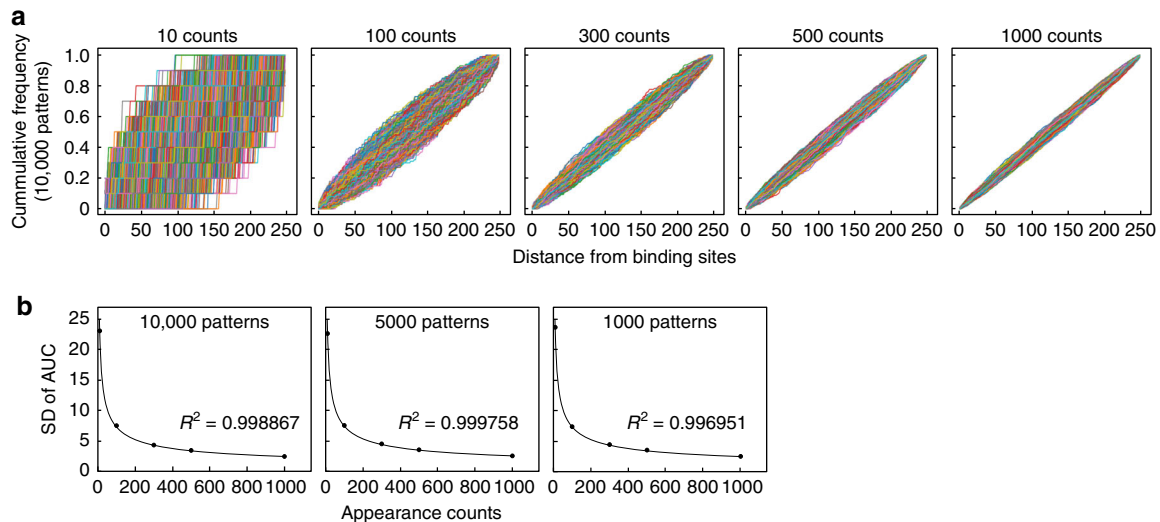 a
10 counts 100 counts 300 counts 500 counts 1000 counts
Cummulative frequency
(10,000 patterns)
1.0
0.8
0.6
0.4
0.2
0
0 50 100 150 200 250 0 50 100 150 200 250 0 50 100 150 200 250 0 50 100 150 200 250 0 50 100 150 200 250
Distance from binding sites
b
10,000 patterns 5000 patterns 1000 patterns
SD of AUC
25
20
15
10
5
0
R² = 0.998867 R² = 0.999758 R² = 0.996951
0 200 400 600 800 1000 0 200 400 600 800 1000 0 200 400 600 800 1000
Appearance counts